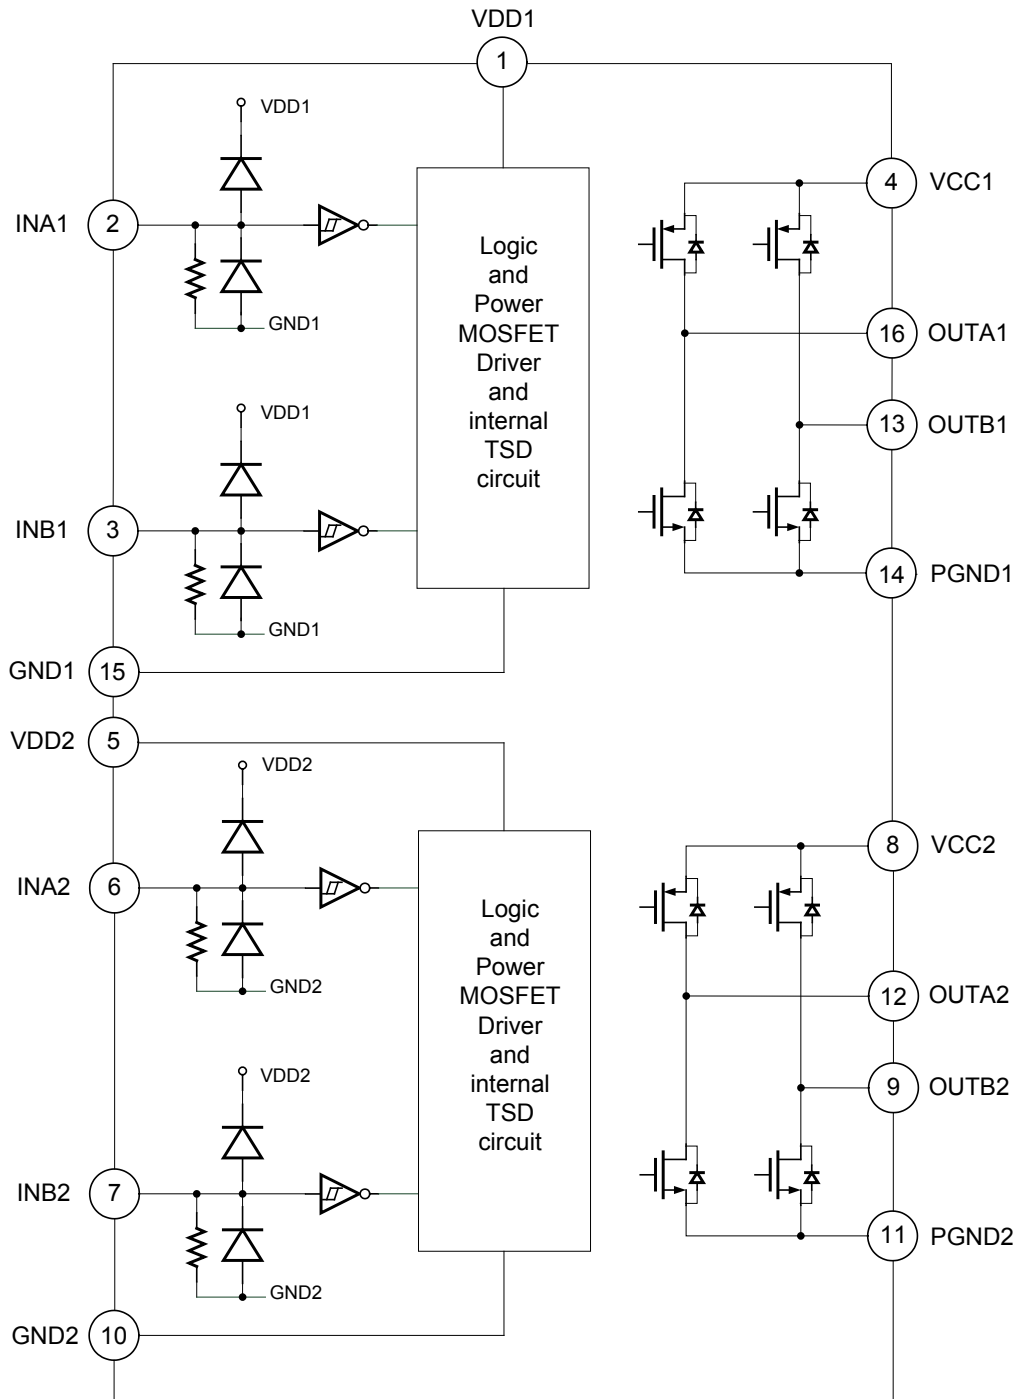 VDD1
1
VDD1
INA1
2
GND1
VDD1
INB1
3
GND1
GND1
15
Logic
and
Power
MOSFET
Driver
and
internal
TSD
circuit
4
VCC1
16
OUTA1
13
OUTB1
14
PGND1
VDD2
5
VDD2
INA2
6
GND2
VDD2
INB2
7
GND2
GND2
10
Logic
and
Power
MOSFET
Driver
and
internal
TSD
circuit
8
VCC2
12
OUTA2
9
OUTB2
11
PGND2